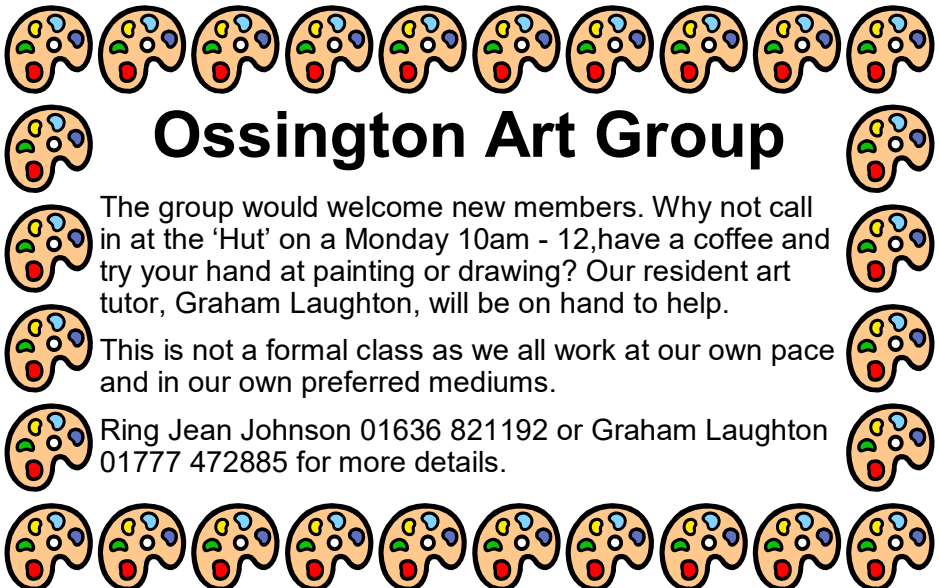 Ossington Art Group
The group would welcome new members. Why not call
in at the ‘Hut’ on a Monday 10am - 12,have a coffee and
try your hand at painting or drawing? Our resident art
tutor, Graham Laughton, will be on hand to help.
This is not a formal class as we all work at our own pace
and in our own preferred mediums.
Ring Jean Johnson 01636 821192 or Graham Laughton
01777 472885 for more details.